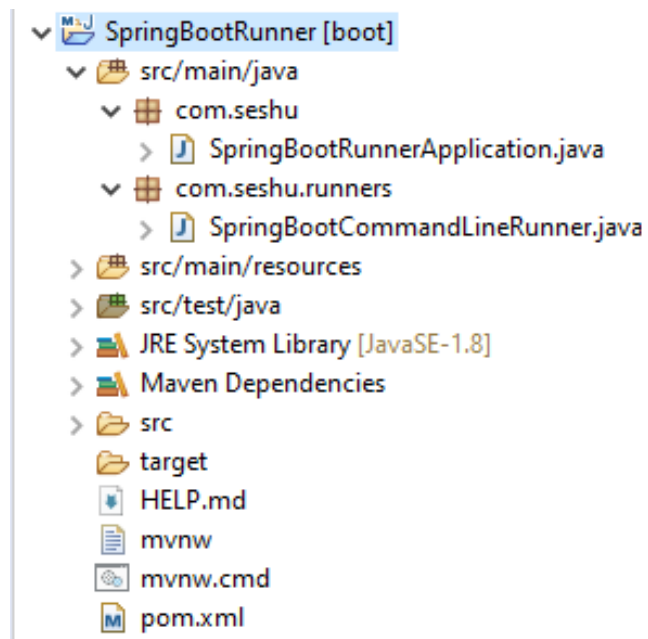 SpringBootRunner [boot]
src/main/java
com.seshu
SpringBootRunnerApplication.java
com.seshu.runners
SpringBootCommandLineRunner.java
src/main/resources
src/test/java
JRE System Library [JavaSE-1.8]
Maven Dependencies
src
target
HELP.md
mvnw
mvnw.cmd
pom.xml